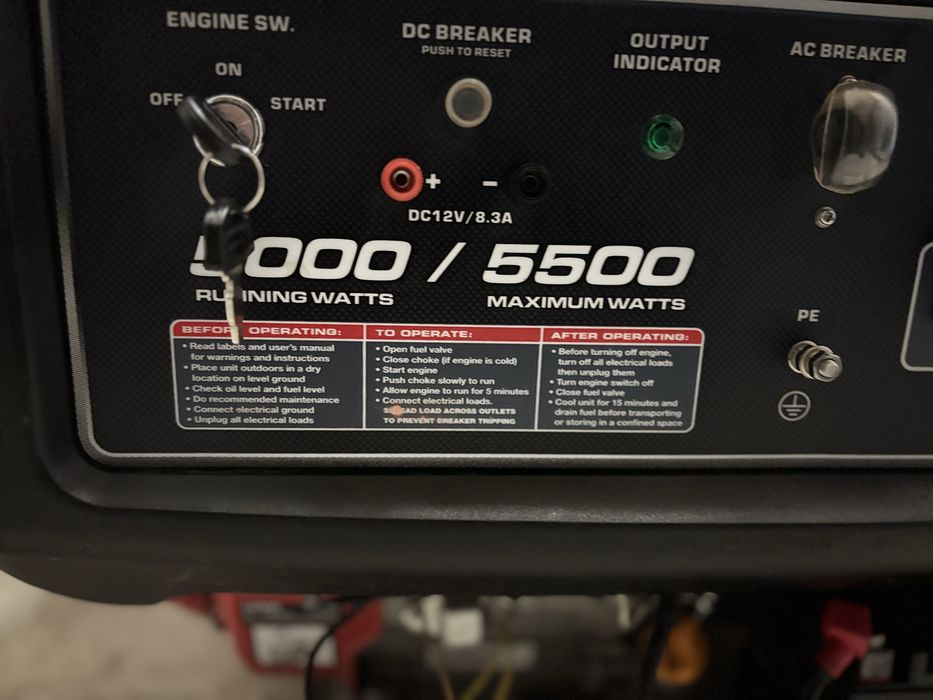 ENGINE SW.
ON
OFF
START
DC BREAKER
PUSH TO RESET
OUTPUT
INDICATOR
AC BREAKER
+ -
DC12V/8.3A
5000 / 5500
RUNNING WATTS
MAXIMUM WATTS
PE
BEFORE OPERATING:
• Read labels and user's manual
for warnings and instructions
• Place unit outdoors in a dry
location on level ground
• Check oil level and fuel level
• Do recommended maintenance
• Connect electrical ground
• Unplug all electrical loads
TO OPERATE:
• Open fuel valve
• Close choke (if engine is cold)
• Start engine
• Push choke slowly to run
• Allow engine to run for 5 minutes
• Connect electrical loads.
SPREAD LOAD ACROSS OUTLETS
TO PREVENT BREAKER TRIPPING
AFTER OPERATING:
• Before turning off engine,
turn off all electrical loads
then unplug them
• Turn engine switch off
• Close fuel valve
• Cool unit for 15 minutes and
drain fuel before transporting
or storing in a confined space